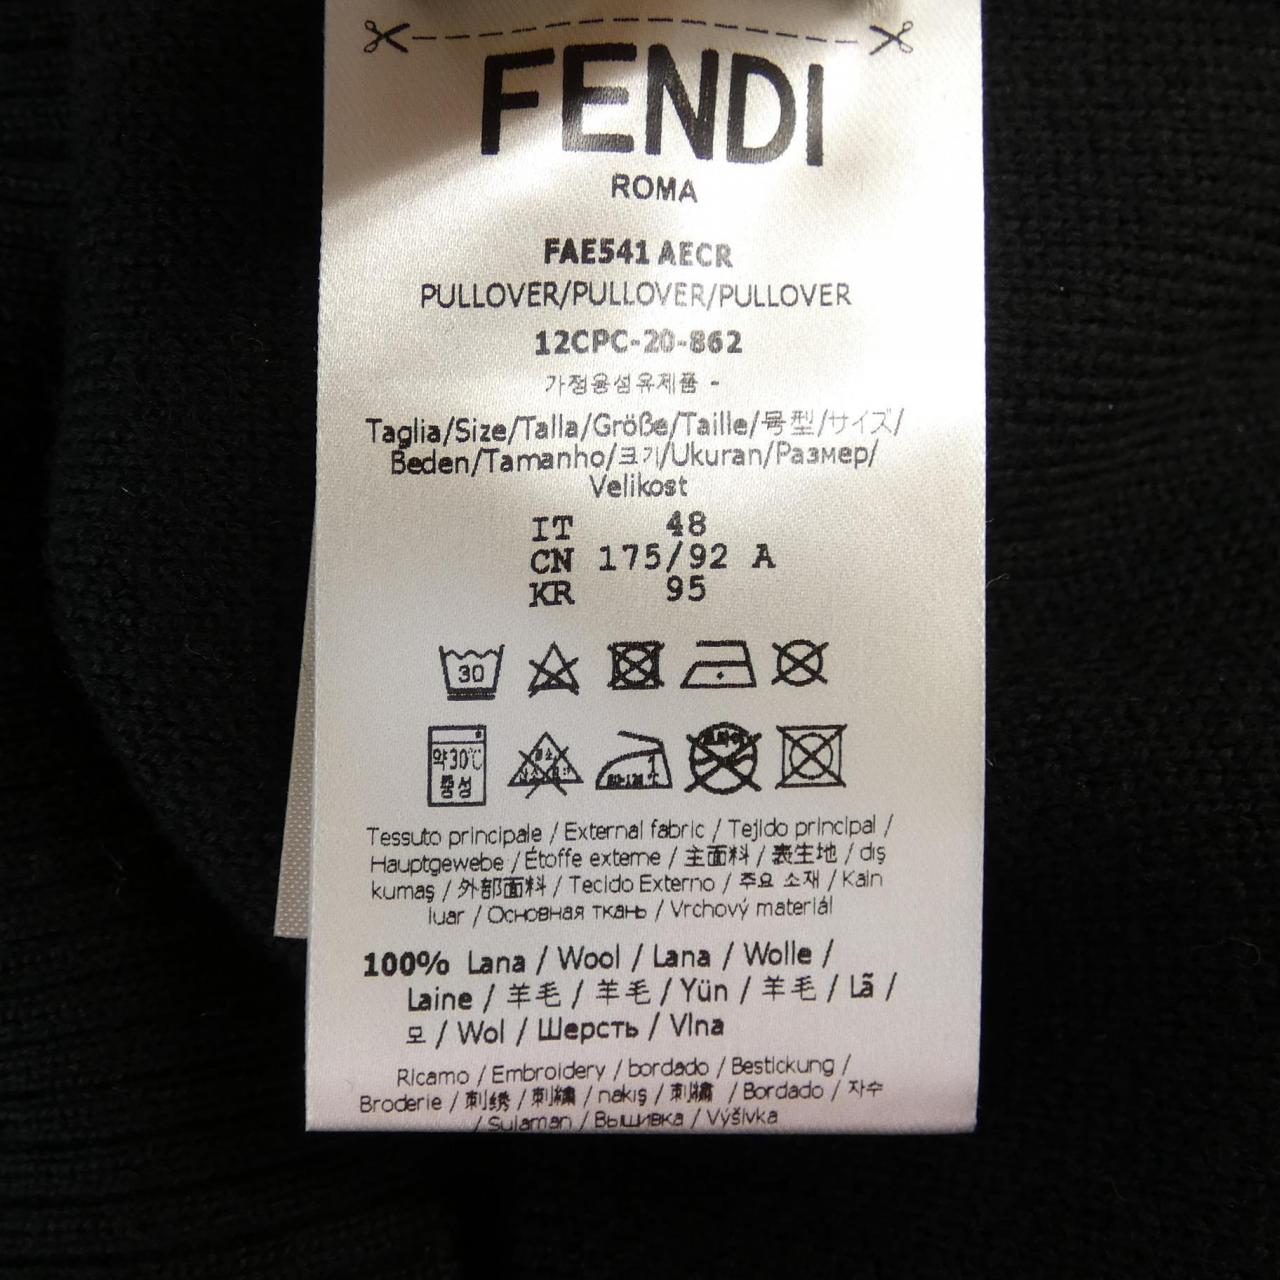 FENDI
ROMA
FAE541 AECR
PULLOVER/PULLOVER/PULLOVER
12CPC-20-862
가정용섬유제품 -
Taglia/Size/Talla/Größe/Taille/号型/サイズ/
Beden/Tamanho/크기/Ukuran/Размер/
Velikost
IT 48
CN 175/92 A
KR 95
30
약30℃
중성
Tessuto principale / External fabric / Tejido principal /
Hauptgewebe / Étoffe externe / 主面料 / 表生地 / dış
kumaş / 外部面料 / Tecido Externo / 주요 소재 / Kain
luar / Основная ткань / Vrchový materiál
100% Lana / Wool / Lana / Wolle /
Laine / 羊毛 / 羊毛 / Yün / 羊毛 / Lã /
모 / Wol / Шерсть / Vlna
Ricamo / Embroidery / bordado / Bestickung /
Broderie / 刺绣 / 刺繍 / nakış / 刺繡 / Bordado / 자수
/ Sulaman / Вышивка / Výšivka